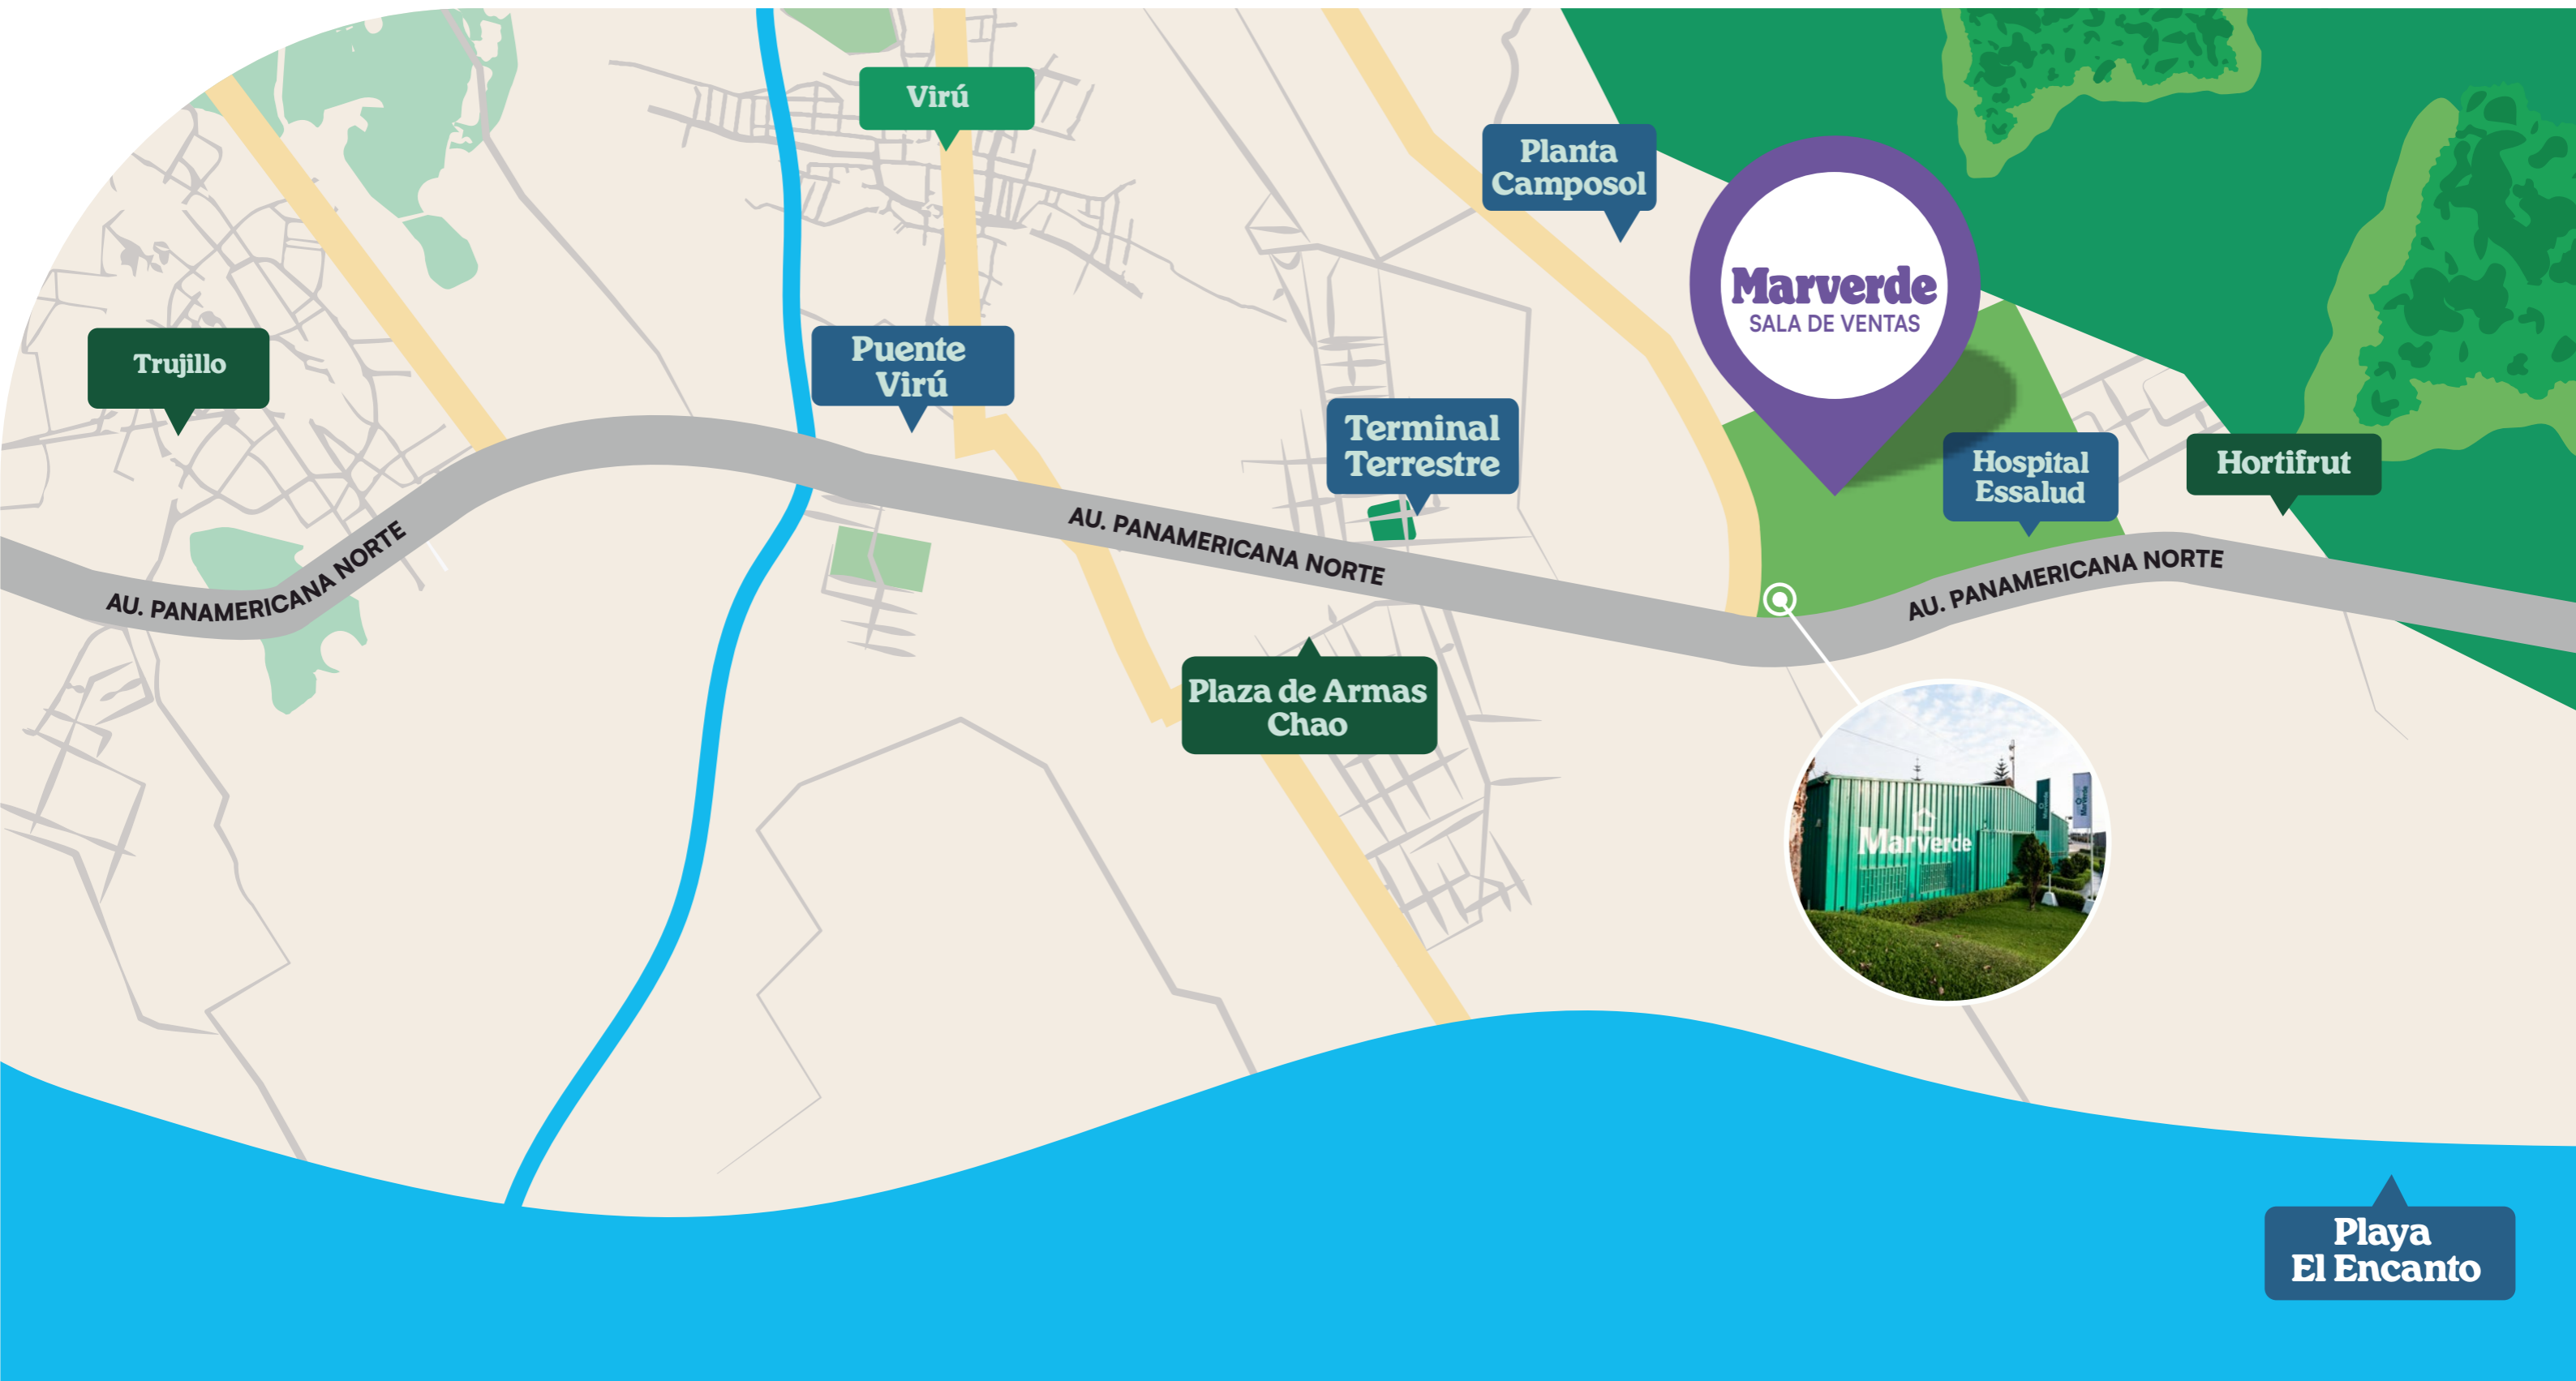 Virú
Planta
Camposol
Marverde
SALA DE VENTAS
Trujillo
Puente
Virú
Terminal
Terrestre
Hospital
Essalud
Hortifrut
AU. PANAMERICANA NORTE
AU. PANAMERICANA NORTE
AU. PANAMERICANA NORTE
Plaza de Armas
Chao
Marverde
Playa
El Encanto